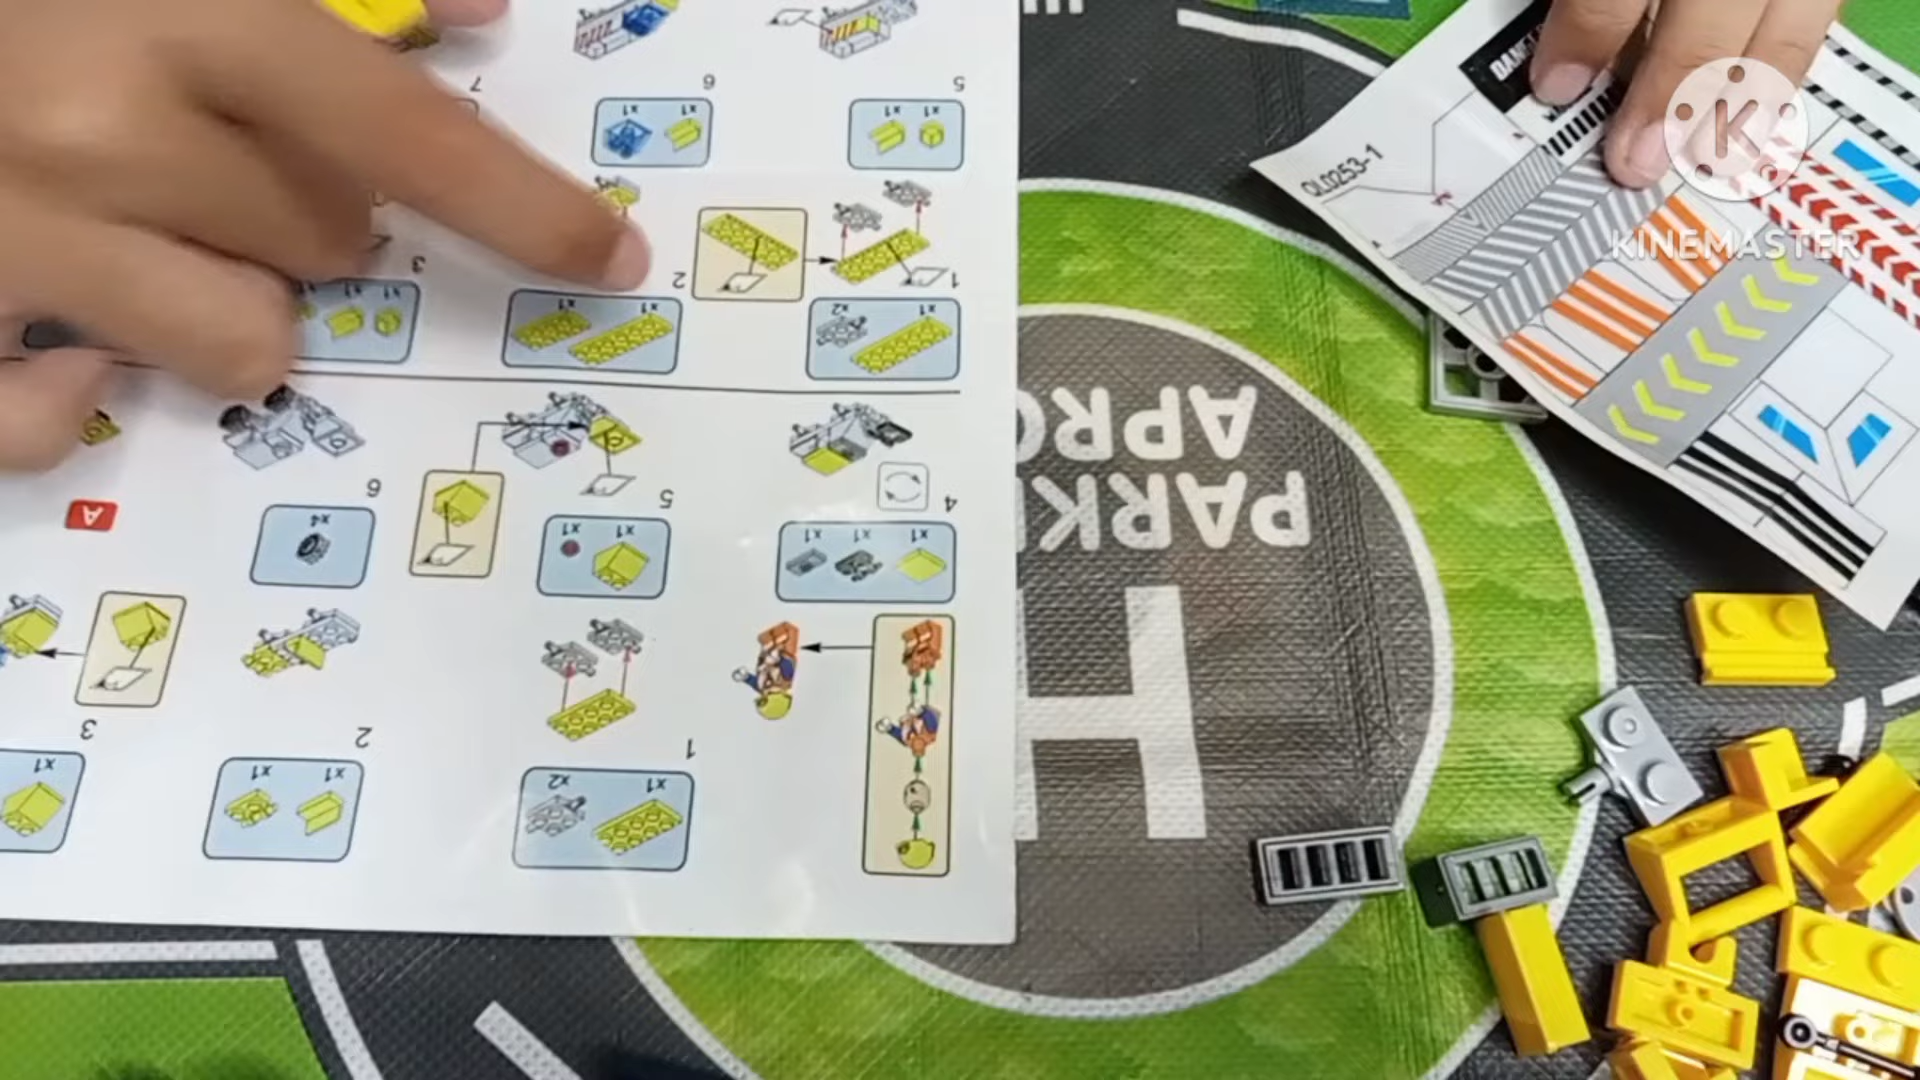 5
6
7
x1 x1
x1 x1
1
2
3
x1 x2
x1 x1
x1 x1
4
5
6
x1 x1 x1
x1 x1
x4
A
1
2
3
x1 x2
x1 x1
x1
APRO
PARK
H
QL0253-1
K
KINEMASTER